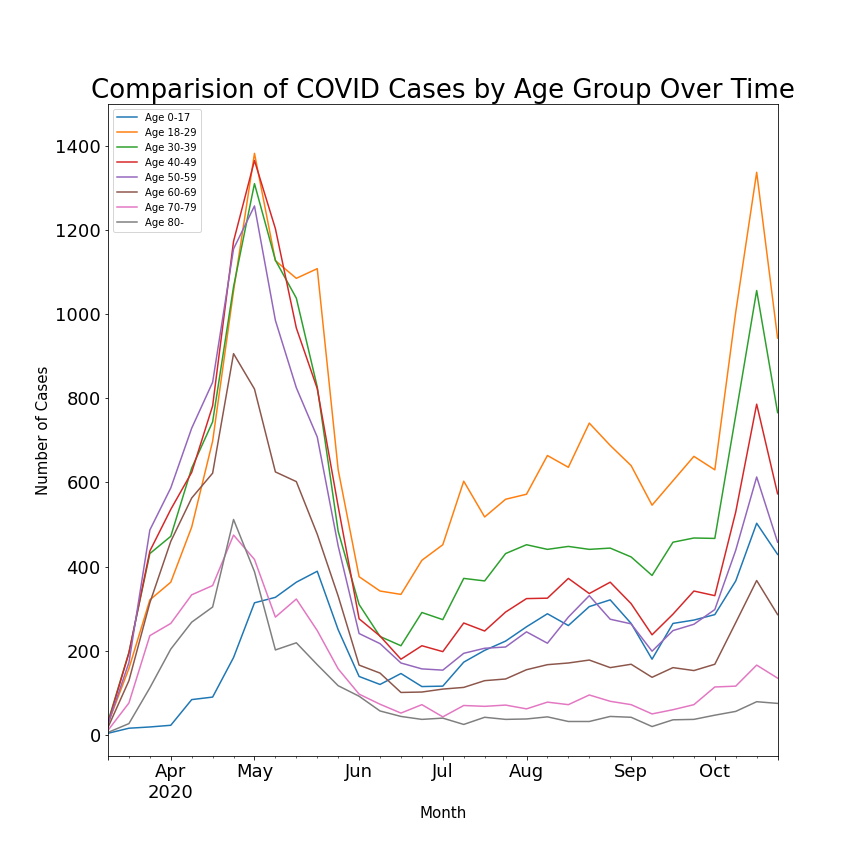 Comparision of COVID Cases by Age Group Over Time
Age 0-17
Age 18-29
Age 30-39
Age 40-49
Age 50-59
Age 60-69
Age 70-79
Age 80-
1400
1200
1000
800
600
400
200
0
Number of Cases
Apr May Jun Jul Aug Sep Oct
2020
Month